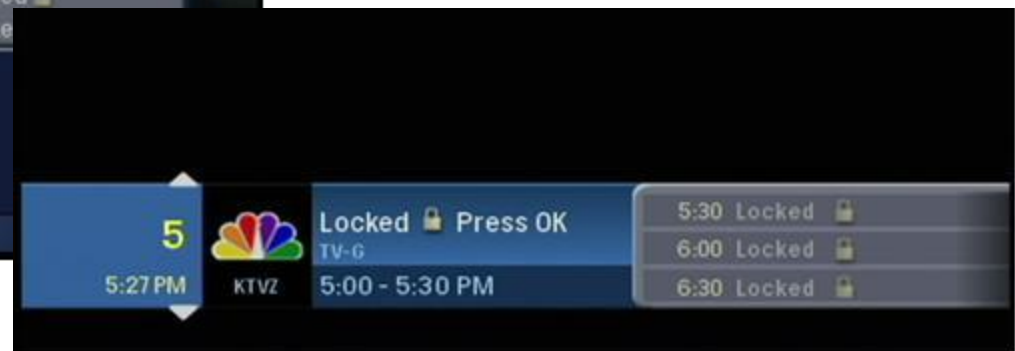 5
5:27 PM
KTVZ
Locked Press OK
TV-G
5:00 - 5:30 PM
5:30 Locked
6:00 Locked
6:30 Locked